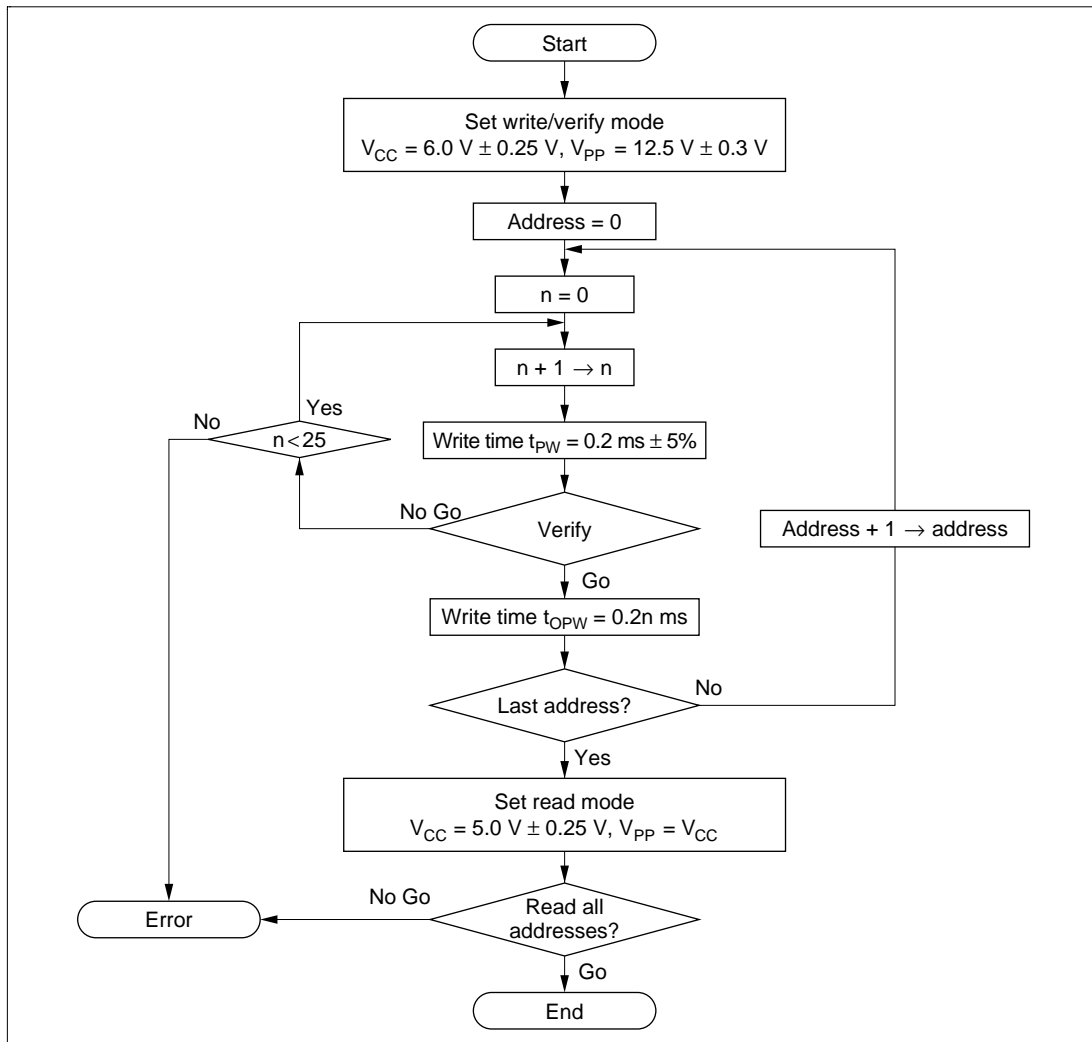 Start
Set write/verify mode
V_CC = 6.0 V ± 0.25 V, V_PP = 12.5 V ± 0.3 V
Address = 0
n = 0
n + 1 → n
No
Yes
n < 25
Write time t_PW = 0.2 ms ± 5%
No Go
Verify
Address + 1 → address
Go
Write time t_OPW = 0.2n ms
Last address?
No
Yes
Set read mode
V_CC = 5.0 V ± 0.25 V, V_PP = V_CC
No Go
Read all
addresses?
Error
Go
End